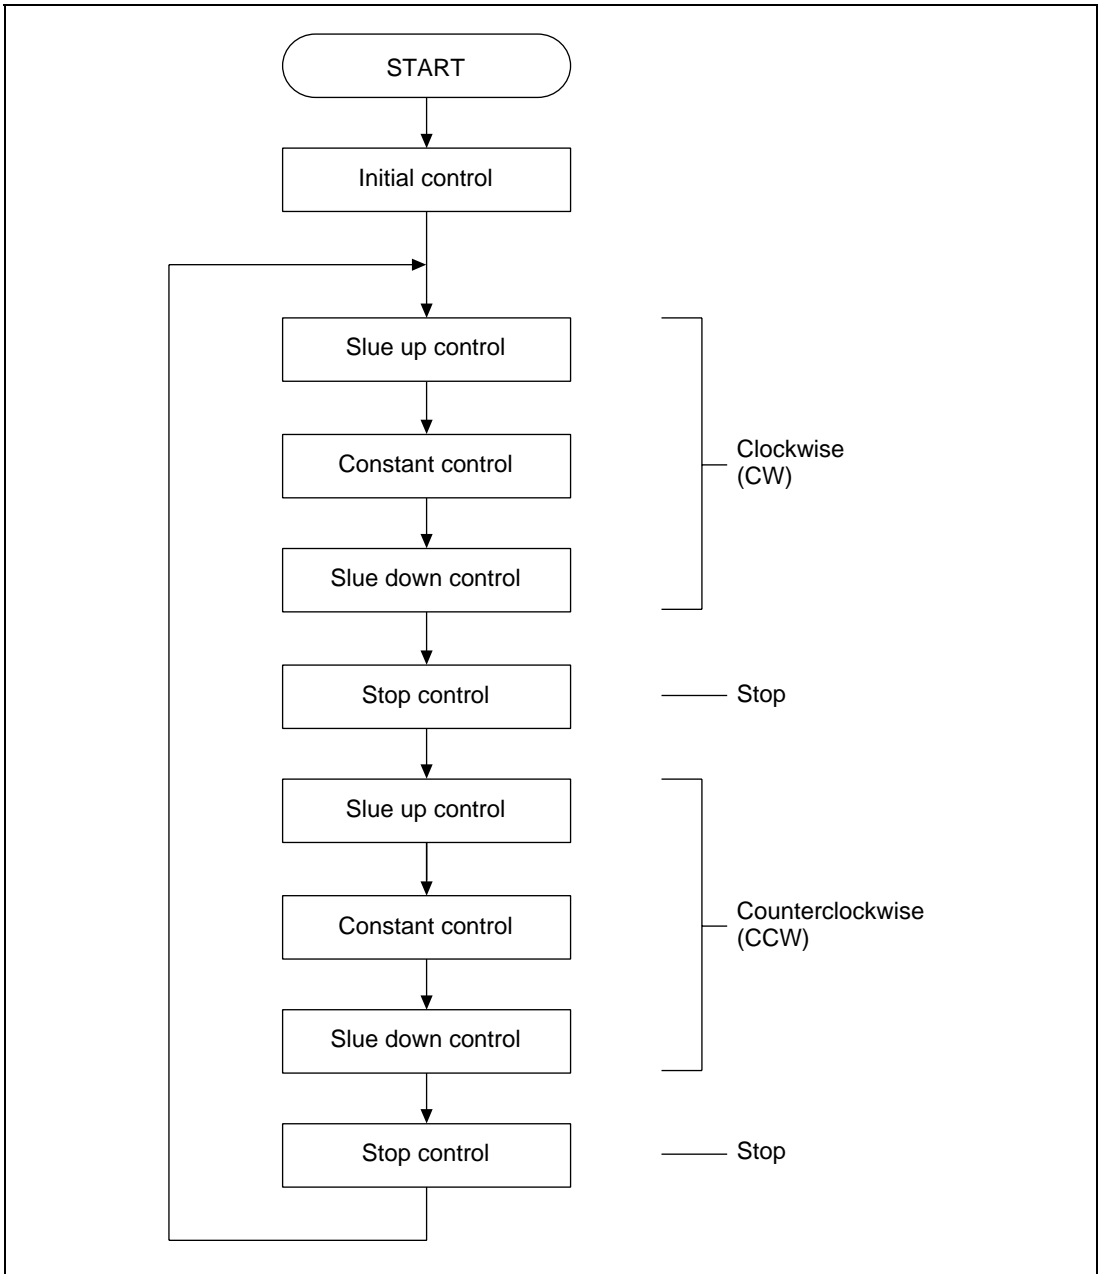 START
Initial control
Slue up control
Constant control
Clockwise
(CW)
Slue down control
Stop control
Stop
Slue up control
Constant control
Counterclockwise
(CCW)
Slue down control
Stop control
Stop